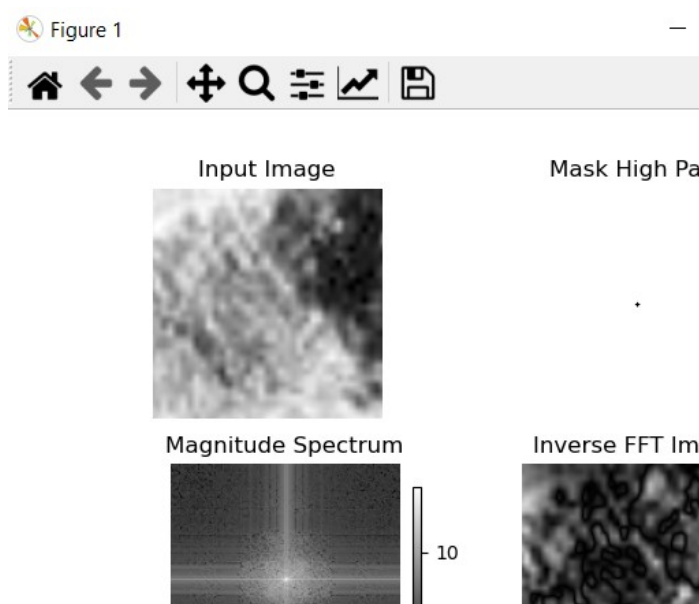 Figure 1
Input Image
Mask High Pa
Magnitude Spectrum
Inverse FFT Im
10